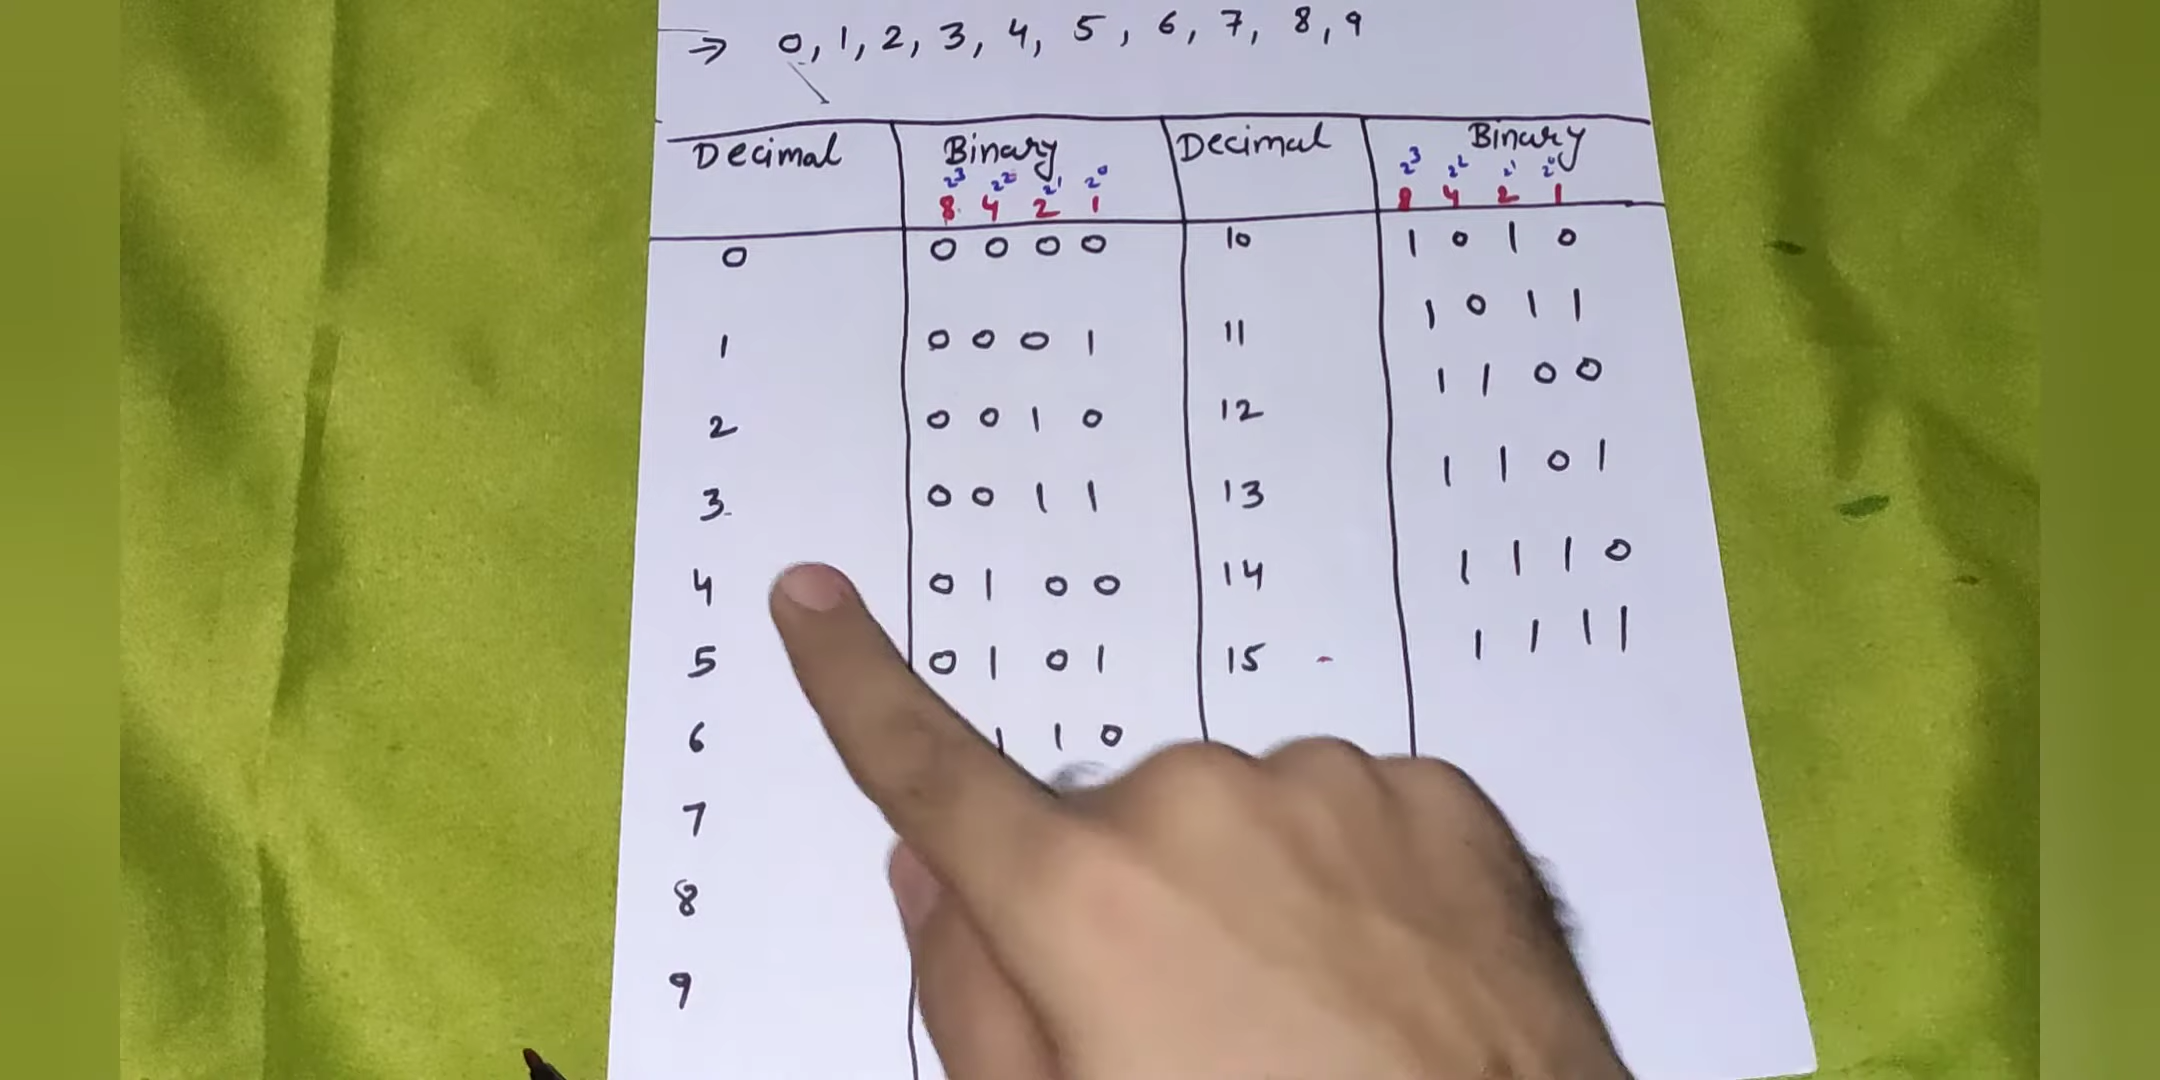 → 0, 1, 2, 3, 4, 5, 6, 7, 8, 9
Decimal Binary Decimal Binary
2³ 2² 2¹ 2⁰ 2³ 2² 2¹ 2⁰
8 4 2 1 8 4 2 1
0 0 0 0 0 10 1 0 1 0
1 0 0 0 1 11 1 0 1 1
2 0 0 1 0 12 1 1 0 0
3 0 0 1 1 13 1 1 0 1
4 0 1 0 0 14 1 1 1 0
5 0 1 0 1 15 - 1 1 1 1
6 1 1 0
7
8
9